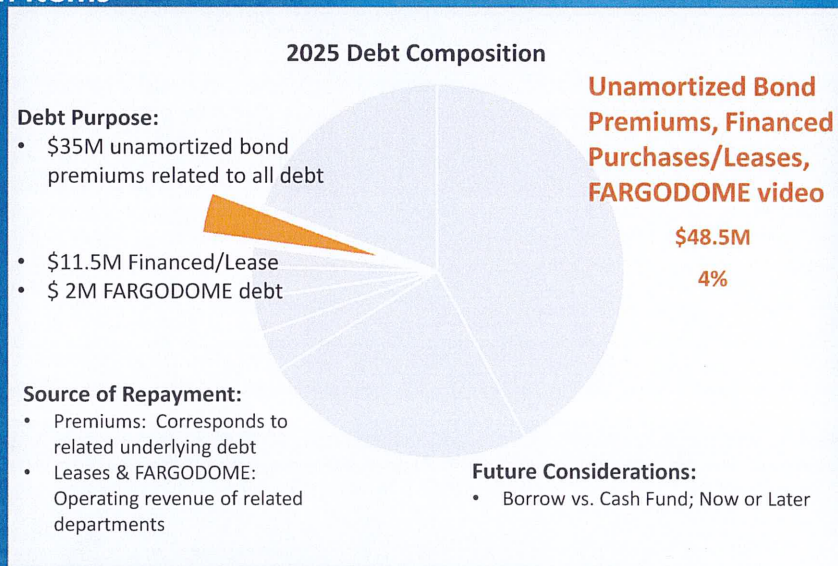 2025 Debt Composition
Debt Purpose:
• $35M unamortized bond
premiums related to all debt
• $11.5M Financed/Lease
• $ 2M FARGODOME debt
Unamortized Bond
Premiums, Financed
Purchases/Leases,
FARGODOME video
$48.5M
4%
Source of Repayment:
• Premiums: Corresponds to
related underlying debt
• Leases & FARGODOME:
Operating revenue of related
departments
Future Considerations:
• Borrow vs. Cash Fund; Now or Later